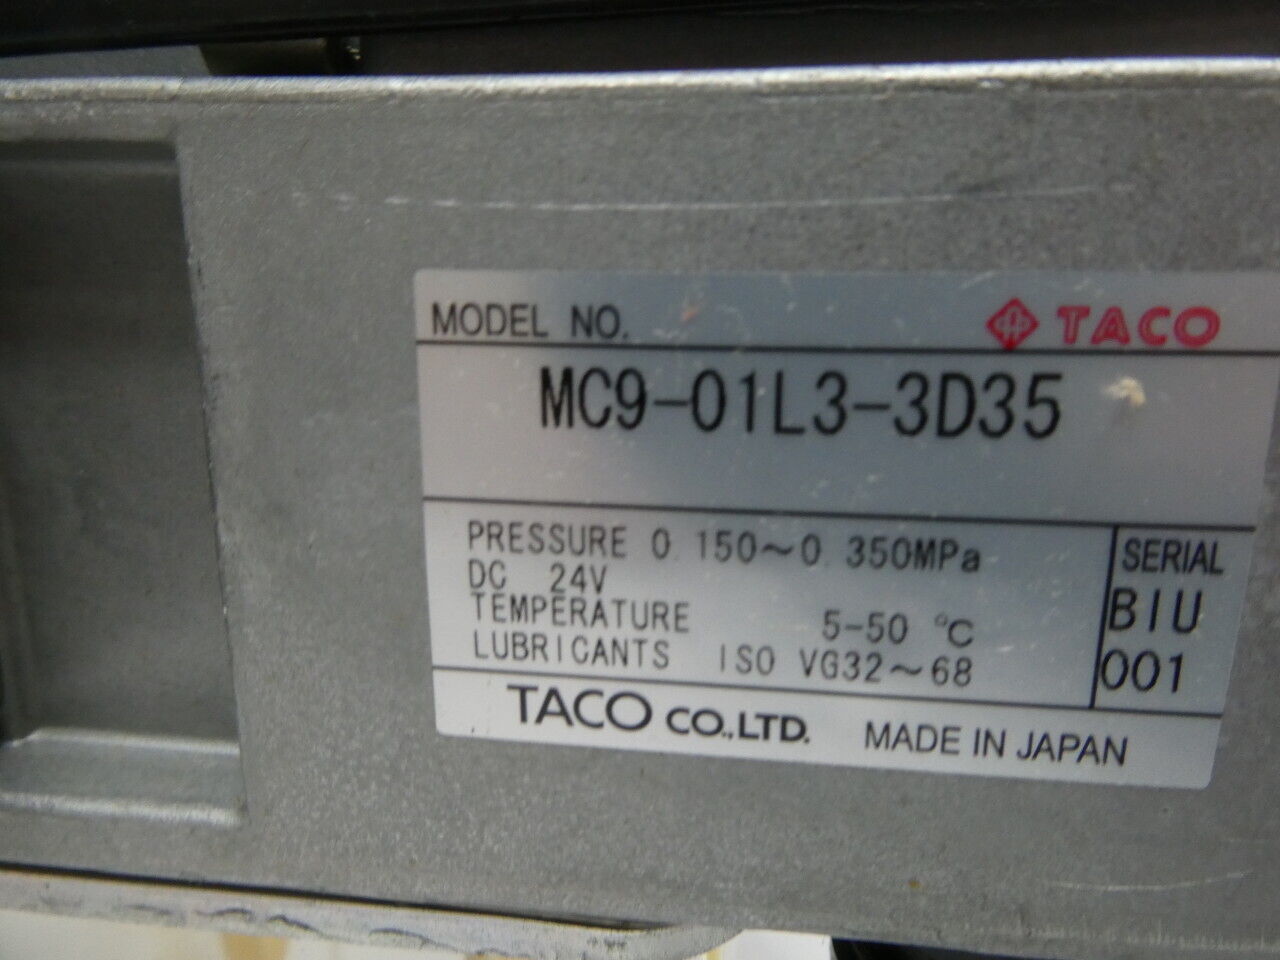 MODEL NO. TACO
MC9-01L3-3D35
PRESSURE 0.150~0.350MPa
DC 24V
TEMPERATURE 5-50 °C
LUBRICANTS ISO VG32~68
SERIAL
BIU
001
TACO CO.,LTD. MADE IN JAPAN